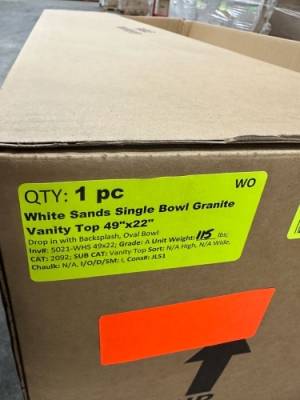 QTY: 1 pc
WO
White Sands Single Bowl Granite
Vanity Top 49"x22"
Drop in with Backsplash, Oval Bowl
Inv#: 5021-WHS 49x22; Grade: A Unit Weight: 115 lbs;
CAT: 2092; SUB CAT: Vanity Top Sort: N/A High, N/A Wide,
Chaulk: N/A, I/O/D/SM: I, Cons#: JLS1
UP